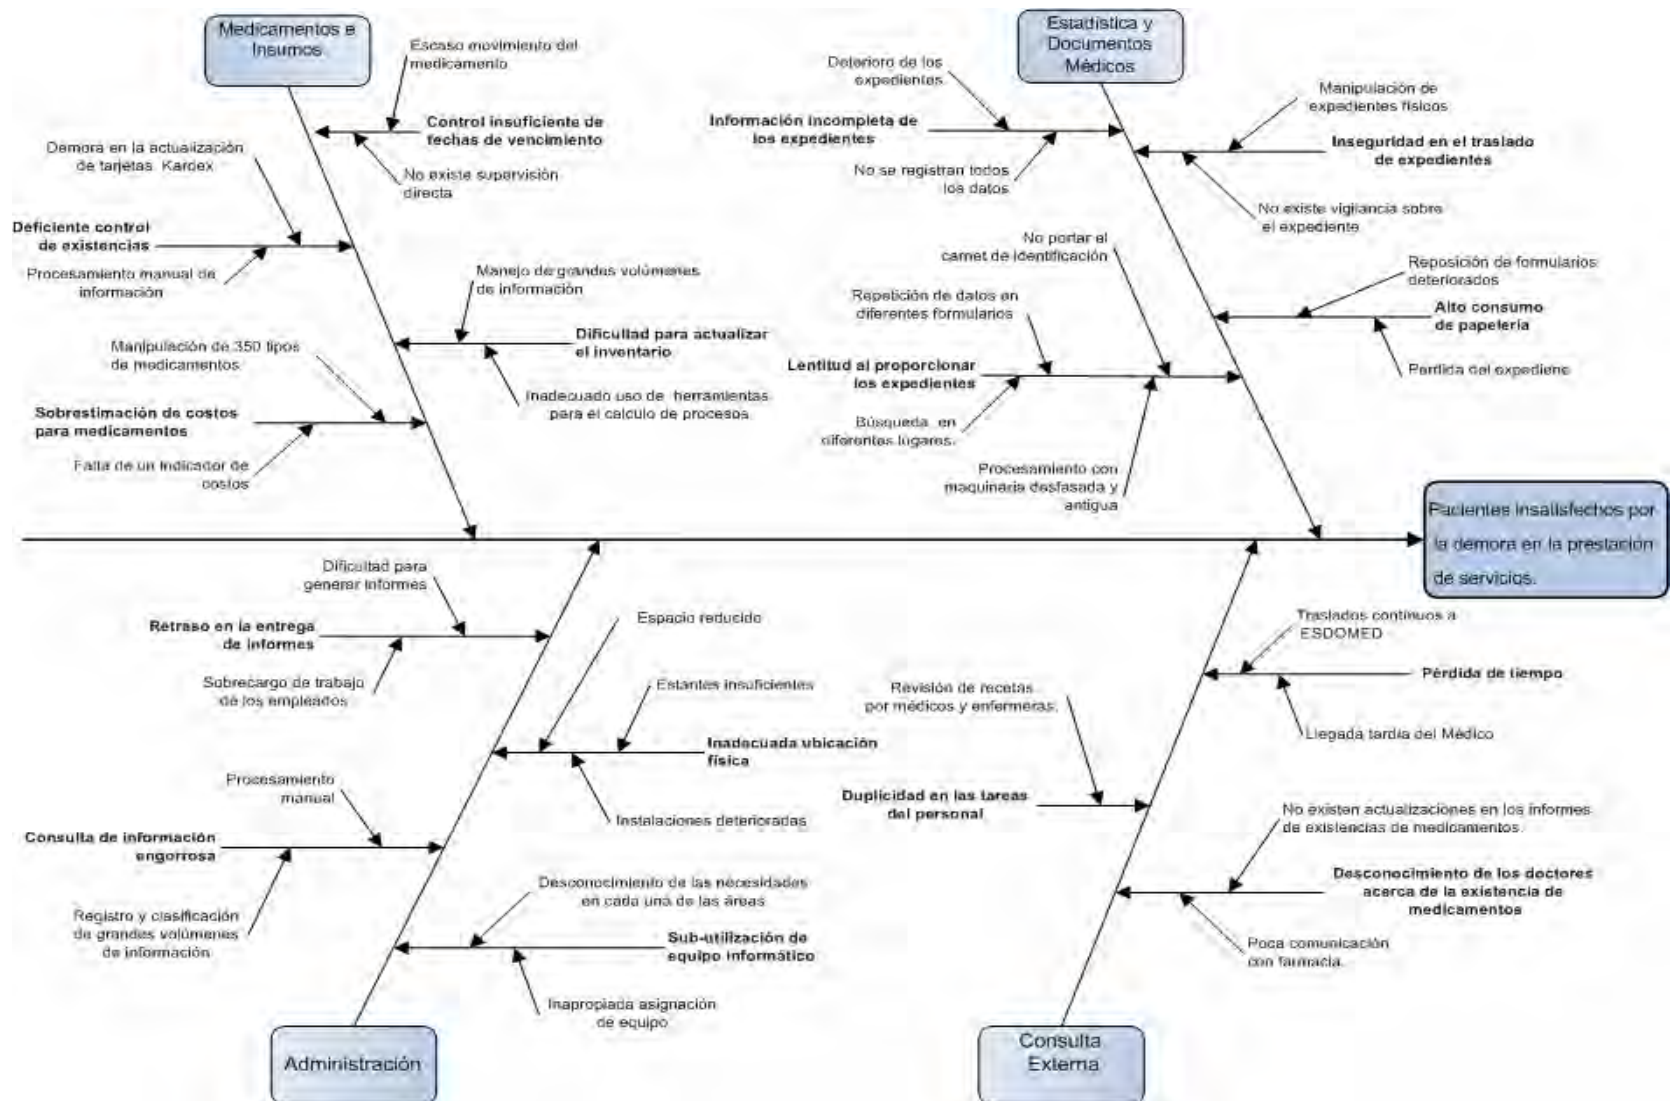 Medicamentos e
Insumos
Escaso movimiento del
medicamento
Control insuficiente de
fechas de vencimiento
No existe supervisión
directa
Demora en la actualización
de tarjetas Kardex
Deficiente control
de existencias
Procesamiento manual de
información
Manejo de grandes volúmenes
de información
Dificultad para actualizar
el inventario
Inadecuado uso de herramientas
para el calculo de procesos
Manipulación de 350 tipos
de medicamentos
Sobrestimación de costos
para medicamentos
Falta de un indicador de
costos
Estadística y
Documentos
Médicos
Deterioro de los
expedientes
Información incompleta de
los expedientes
No se registran todos
los datos
Manipulación de
expedientes físicos
Inseguridad en el traslado
de expedientes
No existe vigilancia sobre
el expediente
No portar el
carnet de identificación
Repetición de datos en
diferentes formularios
Lentitud al proporcionar
los expedientes
Búsqueda en
diferentes lugares.
Procesamiento con
maquinaria desfasada y
antigua
Reposición de formularios
deteriorados
Alto consumo
de papelería
Perdida del expediene
Pacientes insatisfechos por
la demora en la prestación
de servicios.
Dificultad para
generar informes
Retraso en la entrega
de informes
Sobrecargo de trabajo
de los empleados
Espacio reducido
Estantes insuficientes
Inadecuada ubicación
física
Instalaciones deterioradas
Procesamiento
manual
Consulta de información
engorrosa
Registro y clasificación
de grandes volúmenes
de información
Desconocimiento de las necesidades
en cada una de las áreas
Sub-utilización de
equipo informático
Inapropiada asignación
de equipo
Administración
Traslados continuos a
ESDOMED
Pérdida de tiempo
Llegada tardía del Médico
Revisión de recetas
por médicos y enfermeras.
Duplicidad en las tareas
del personal
No existen actualizaciones en los informes
de existencias de medicamentos.
Desconocimiento de los doctores
acerca de la existencia de
medicamentos
Poca comunicación
con farmacia.
Consulta
Externa